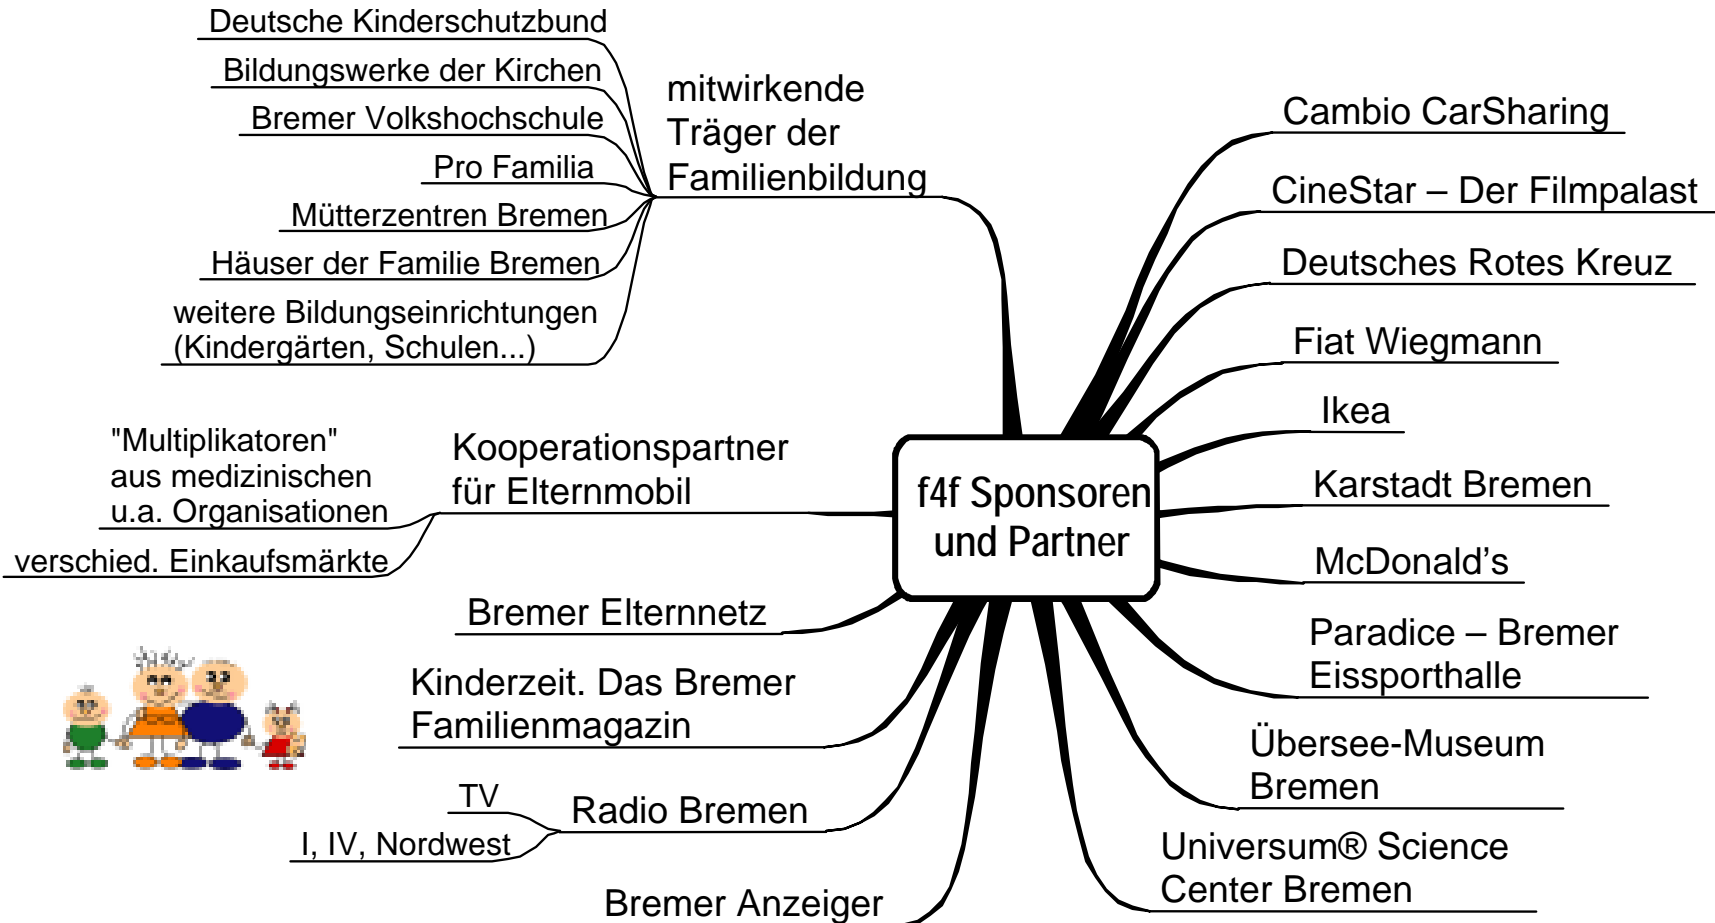 Deutsche Kinderschutzbund
Bildungswerke der Kirchen
Bremer Volkshochschule
Pro Familia
Mütterzentren Bremen
Häuser der Familie Bremen
weitere Bildungseinrichtungen
(Kindergärten, Schulen...)
mitwirkende
Träger der
Familienbildung
"Multiplikatoren"
aus medizinischen
u.a. Organisationen
verschied. Einkaufsmärkte
Kooperationspartner
für Elternmobil
Bremer Elternnetz
Kinderzeit. Das Bremer
Familienmagazin
TV
I, IV, Nordwest
Radio Bremen
Bremer Anzeiger
f4f Sponsoren
und Partner
Cambio CarSharing
CineStar – Der Filmpalast
Deutsches Rotes Kreuz
Fiat Wiegmann
Ikea
Karstadt Bremen
McDonald’s
Paradice – Bremer
Eissporthalle
Übersee-Museum
Bremen
Universum® Science
Center Bremen